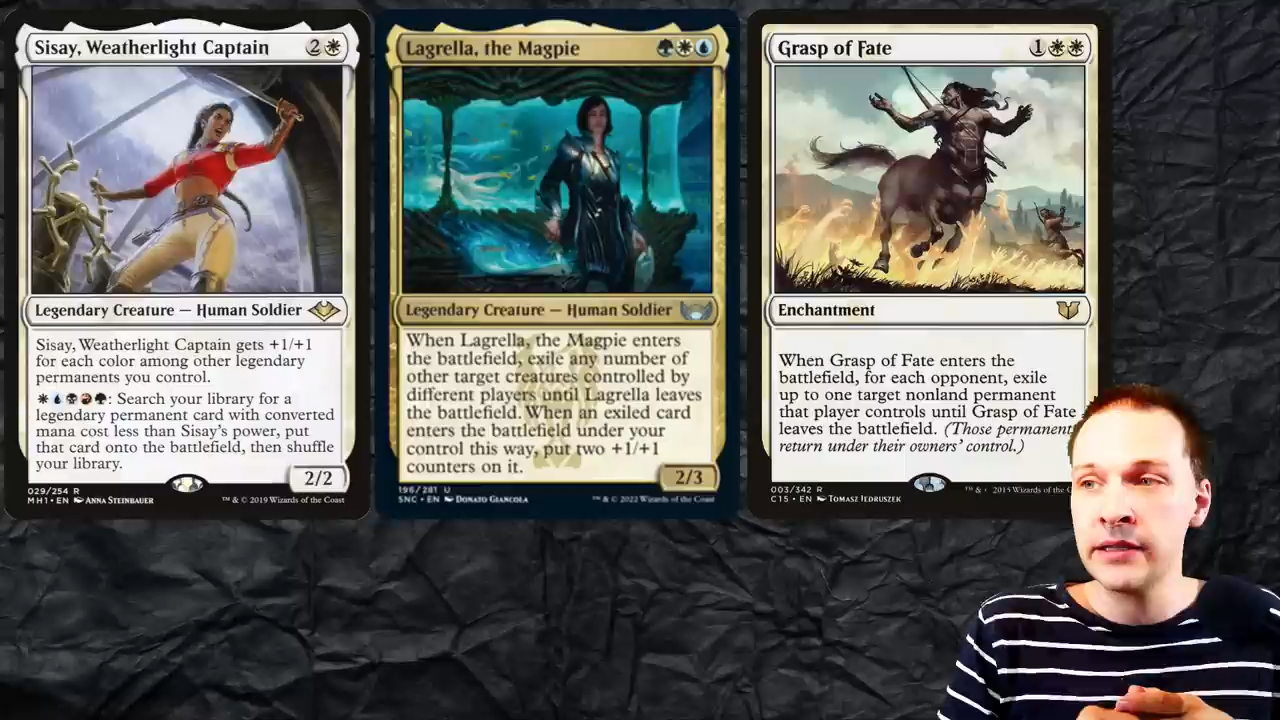 Sisay, Weatherlight Captain
2
Legendary Creature — Human Soldier
Sisay, Weatherlight Captain gets +1/+1
for each color among other legendary
permanents you control.
: Search your library for a
legendary permanent card with converted
mana cost less than Sisay's power, put
that card onto the battlefield, then shuffle
your library.
2/2
029/254 R
MH1 • EN Anna Steinbauer
™ & © 2019 Wizards of the Coast
Lagrella, the Magpie
Legendary Creature — Human Soldier
When Lagrella, the Magpie enters
the battlefield, exile any number of
other target creatures controlled by
different players until Lagrella leaves
the battlefield. When an exiled card
enters the battlefield under your
control this way, put two +1/+1
counters on it.
2/3
196/281 U
SNC • EN Donato Giancola
™ & © 2022 Wizards of the Coast
Grasp of Fate
1
Enchantment
When Grasp of Fate enters the
battlefield, for each opponent, exile
up to one target nonland permanent
that player controls until Grasp of Fate
leaves the battlefield. (Those permanents
return under their owners' control.)
003/342 R
C15 • EN Tomasz Jedruszek
™ & © 2015 Wizards of the